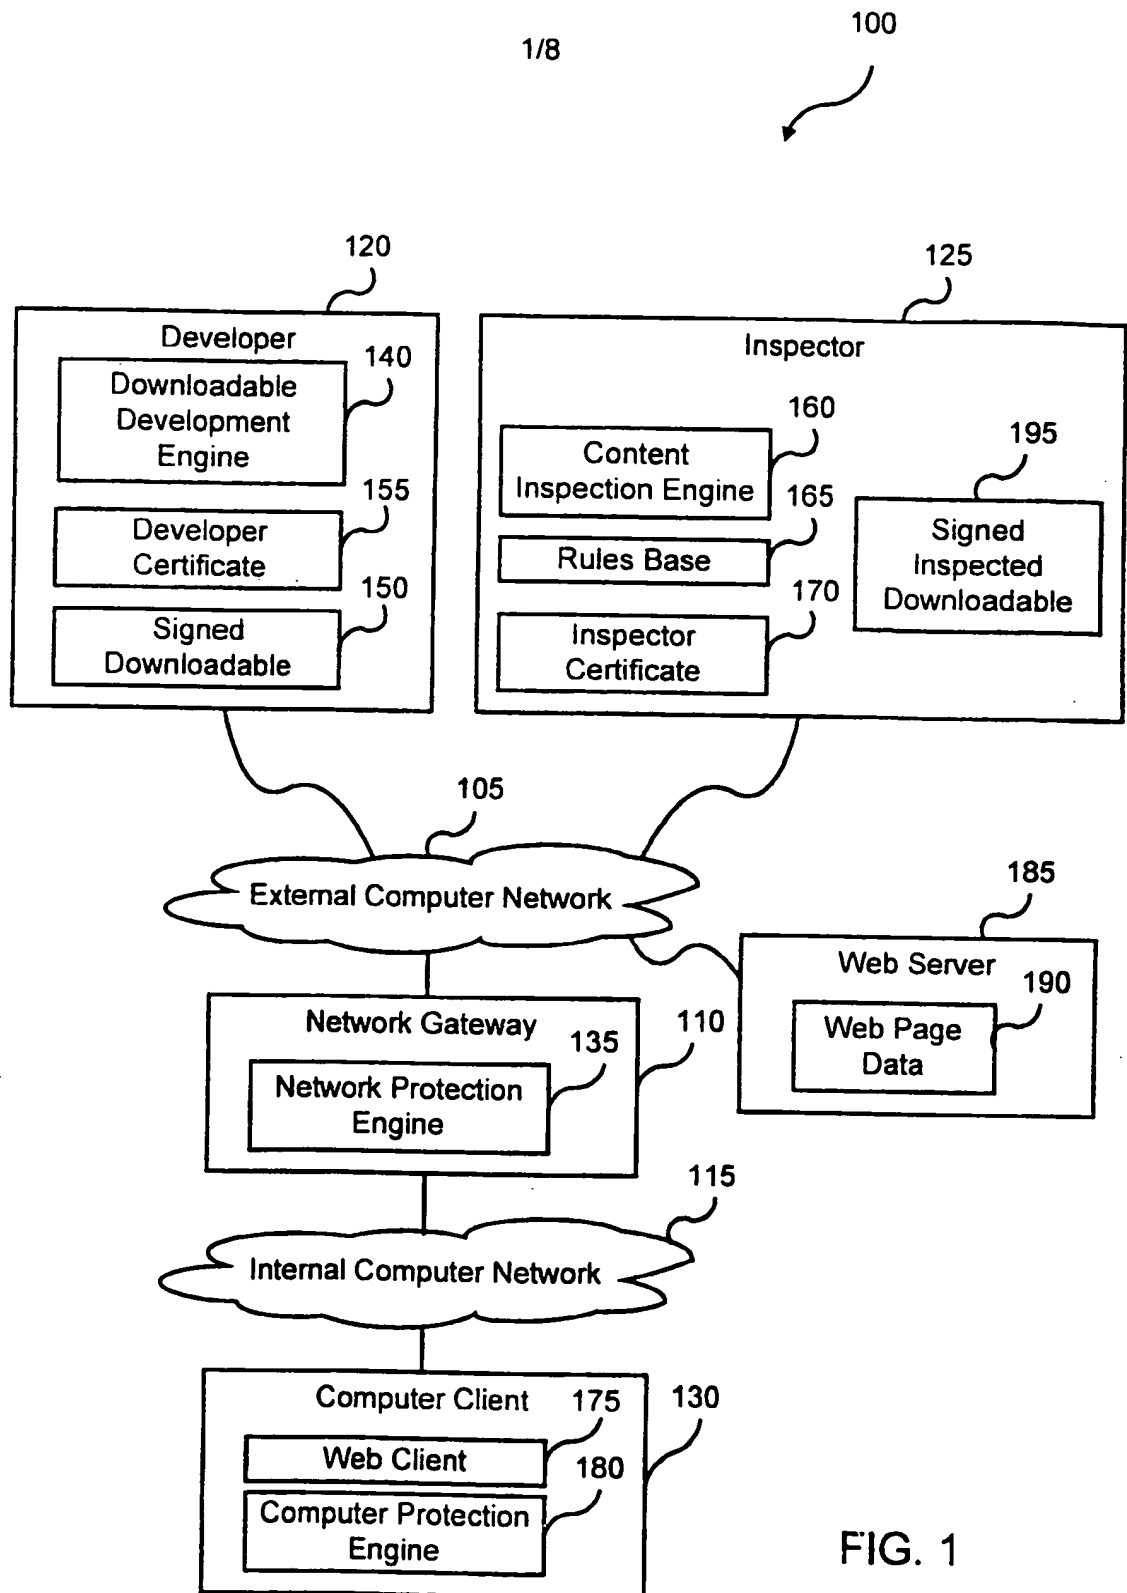 1/8
100
120
Developer
140
Downloadable
Development
Engine
155
Developer
Certificate
150
Signed
Downloadable
125
Inspector
160
Content
Inspection Engine
165
Rules Base
170
Inspector
Certificate
195
Signed
Inspected
Downloadable
105
External Computer Network
185
Web Server
190
Web Page
Data
Network Gateway
110
135
Network Protection
Engine
115
Internal Computer Network
Computer Client
130
175
Web Client
180
Computer Protection
Engine
FIG. 1